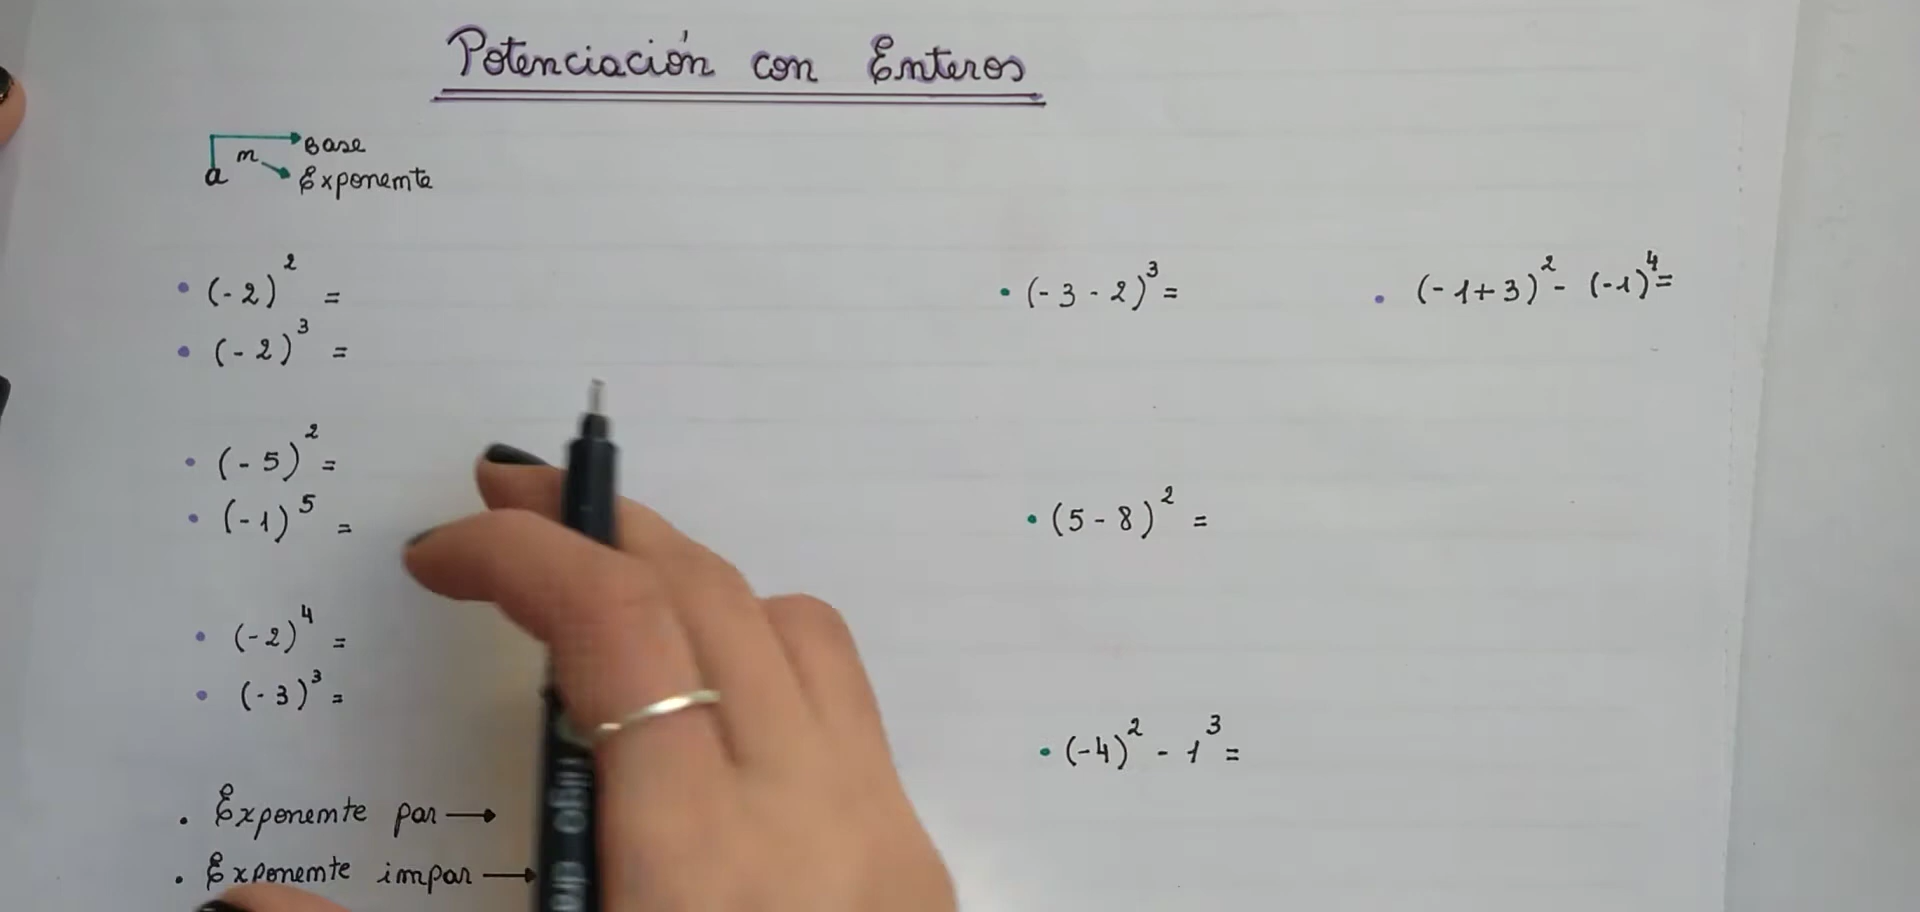 Potenciación con Enteros
Base
a^m Exponente
• (-2)^2 =
• (-2)^3 =
• (-5)^2 =
• (-1)^5 =
• (-2)^4 =
• (-3)^3 =
. Exponente par →
. Exponente impar →
• (-3-2)^3 =
• (5-8)^2 =
• (-4)^2 - 1^3 =
• (-1+3)^2 - (-1)^4 =